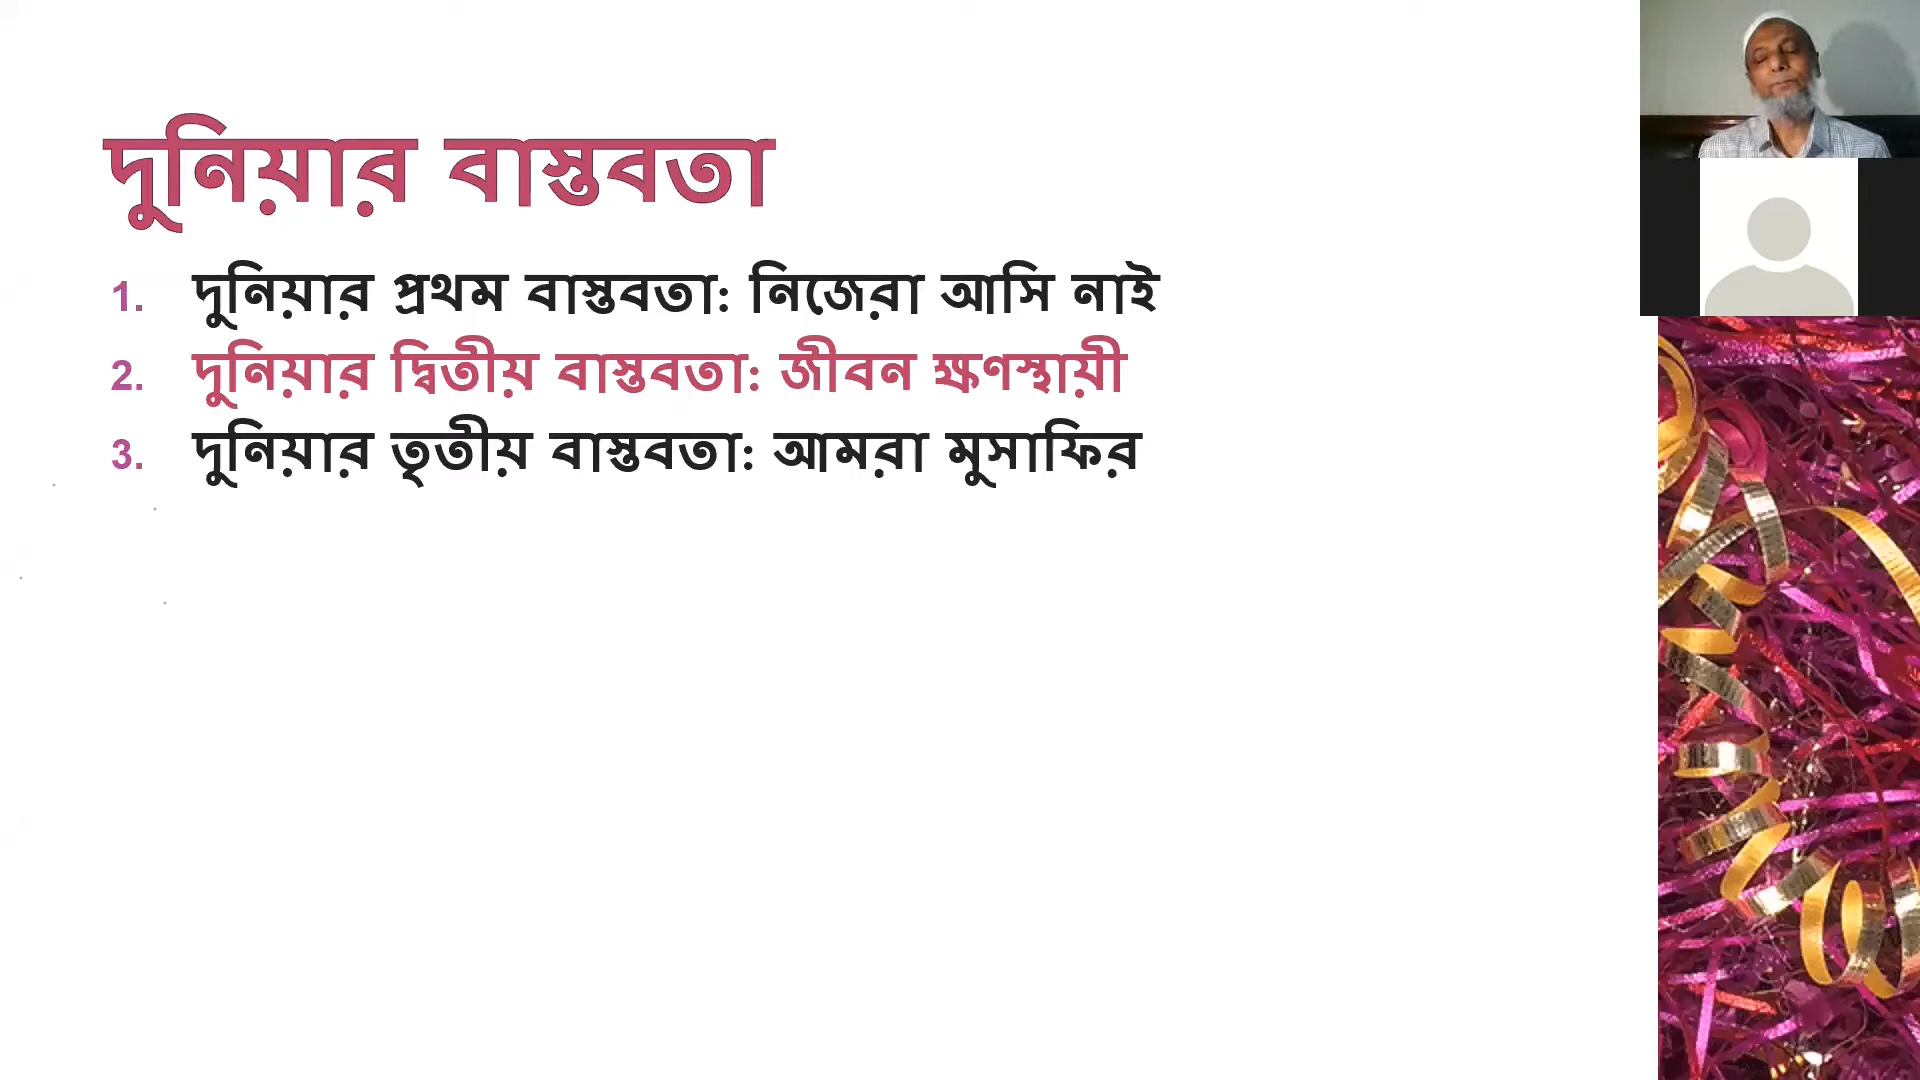 দুনিয়ার বাস্তবতা
1. দুনিয়ার প্রথম বাস্তবতা: নিজেরা আসি নাই
2. দুনিয়ার দ্বিতীয় বাস্তবতা: জীবন ক্ষণস্থায়ী
3. দুনিয়ার তৃতীয় বাস্তবতা: আমরা মুসাফির